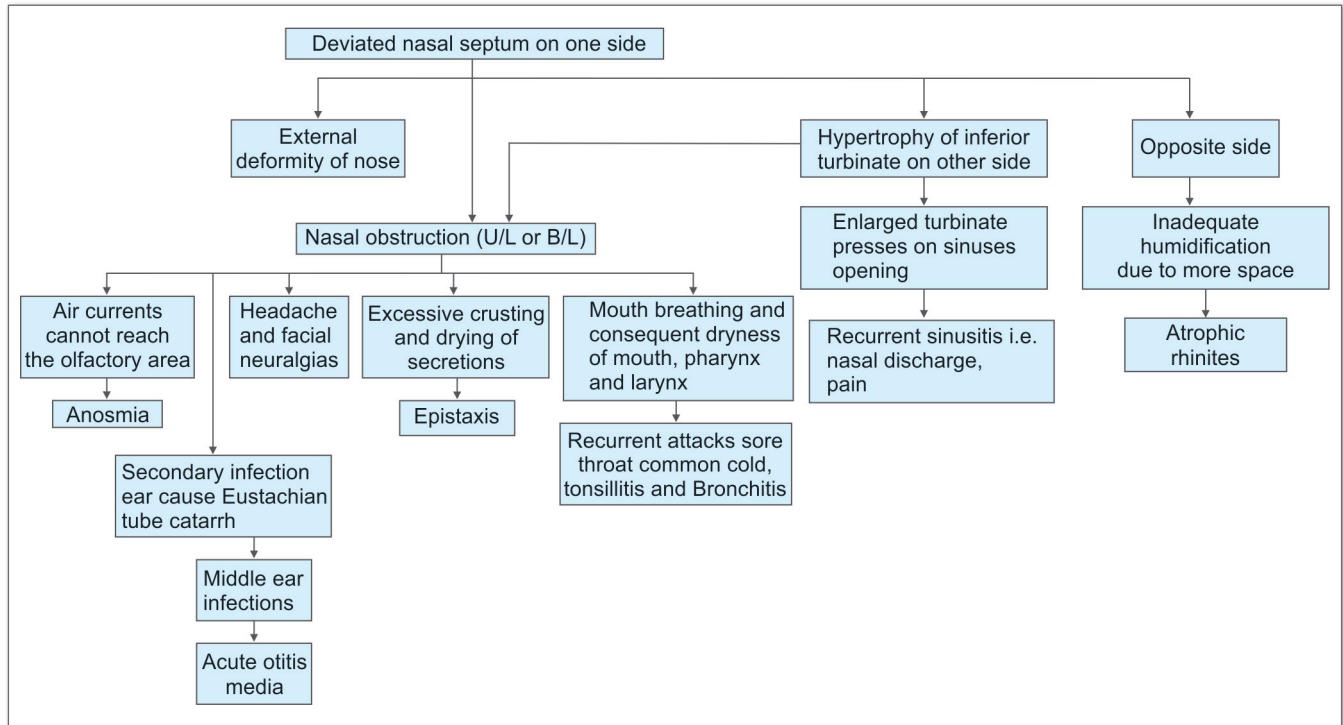 Deviated nasal septum on one side
External
deformity of nose
Hypertrophy of inferior
turbinate on other side
Opposite side
Nasal obstruction (U/L or B/L)
Enlarged turbinate
presses on sinuses
opening
Inadequate
humidification
due to more space
Air currents
cannot reach
the olfactory area
Headache
and facial
neuralgias
Excessive crusting
and drying of
secretions
Mouth breathing and
consequent dryness
of mouth, pharynx
and larynx
Recurrent sinusitis i.e.
nasal discharge,
pain
Atrophic
rhinites
Anosmia
Epistaxis
Recurrent attacks sore
throat common cold,
tonsillitis and Bronchitis
Secondary infection
ear cause Eustachian
tube catarrh
Middle ear
infections
Acute otitis
media